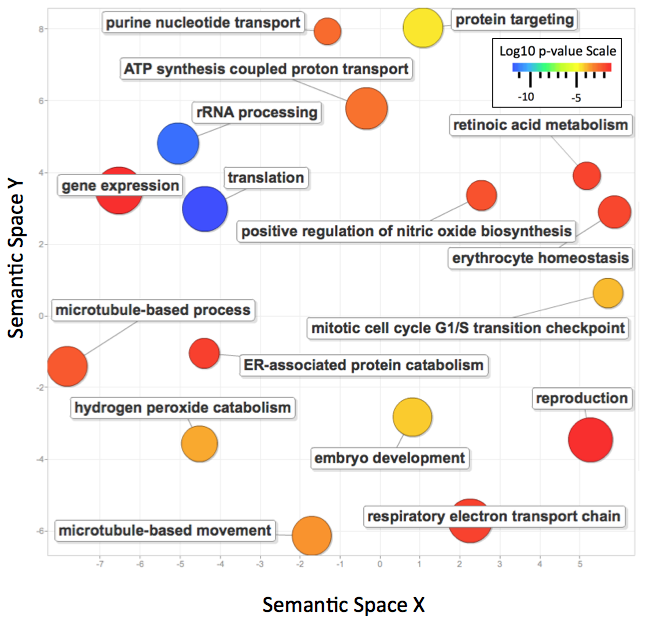 purine nucleotide transport
protein targeting
Log10 p-value Scale
-10 -5
ATP synthesis coupled proton transport
rRNA processing
retinoic acid metabolism
gene expression
translation
positive regulation of nitric oxide biosynthesis
erythrocyte homeostasis
microtubule-based process
mitotic cell cycle G1/S transition checkpoint
ER-associated protein catabolism
hydrogen peroxide catabolism
reproduction
embryo development
respiratory electron transport chain
microtubule-based movement
8
6
4
2
0
-2
-4
-6
-7 -6 -5 -4 -3 -2 -1 0 1 2 3 4 5
Semantic Space Y
Semantic Space X